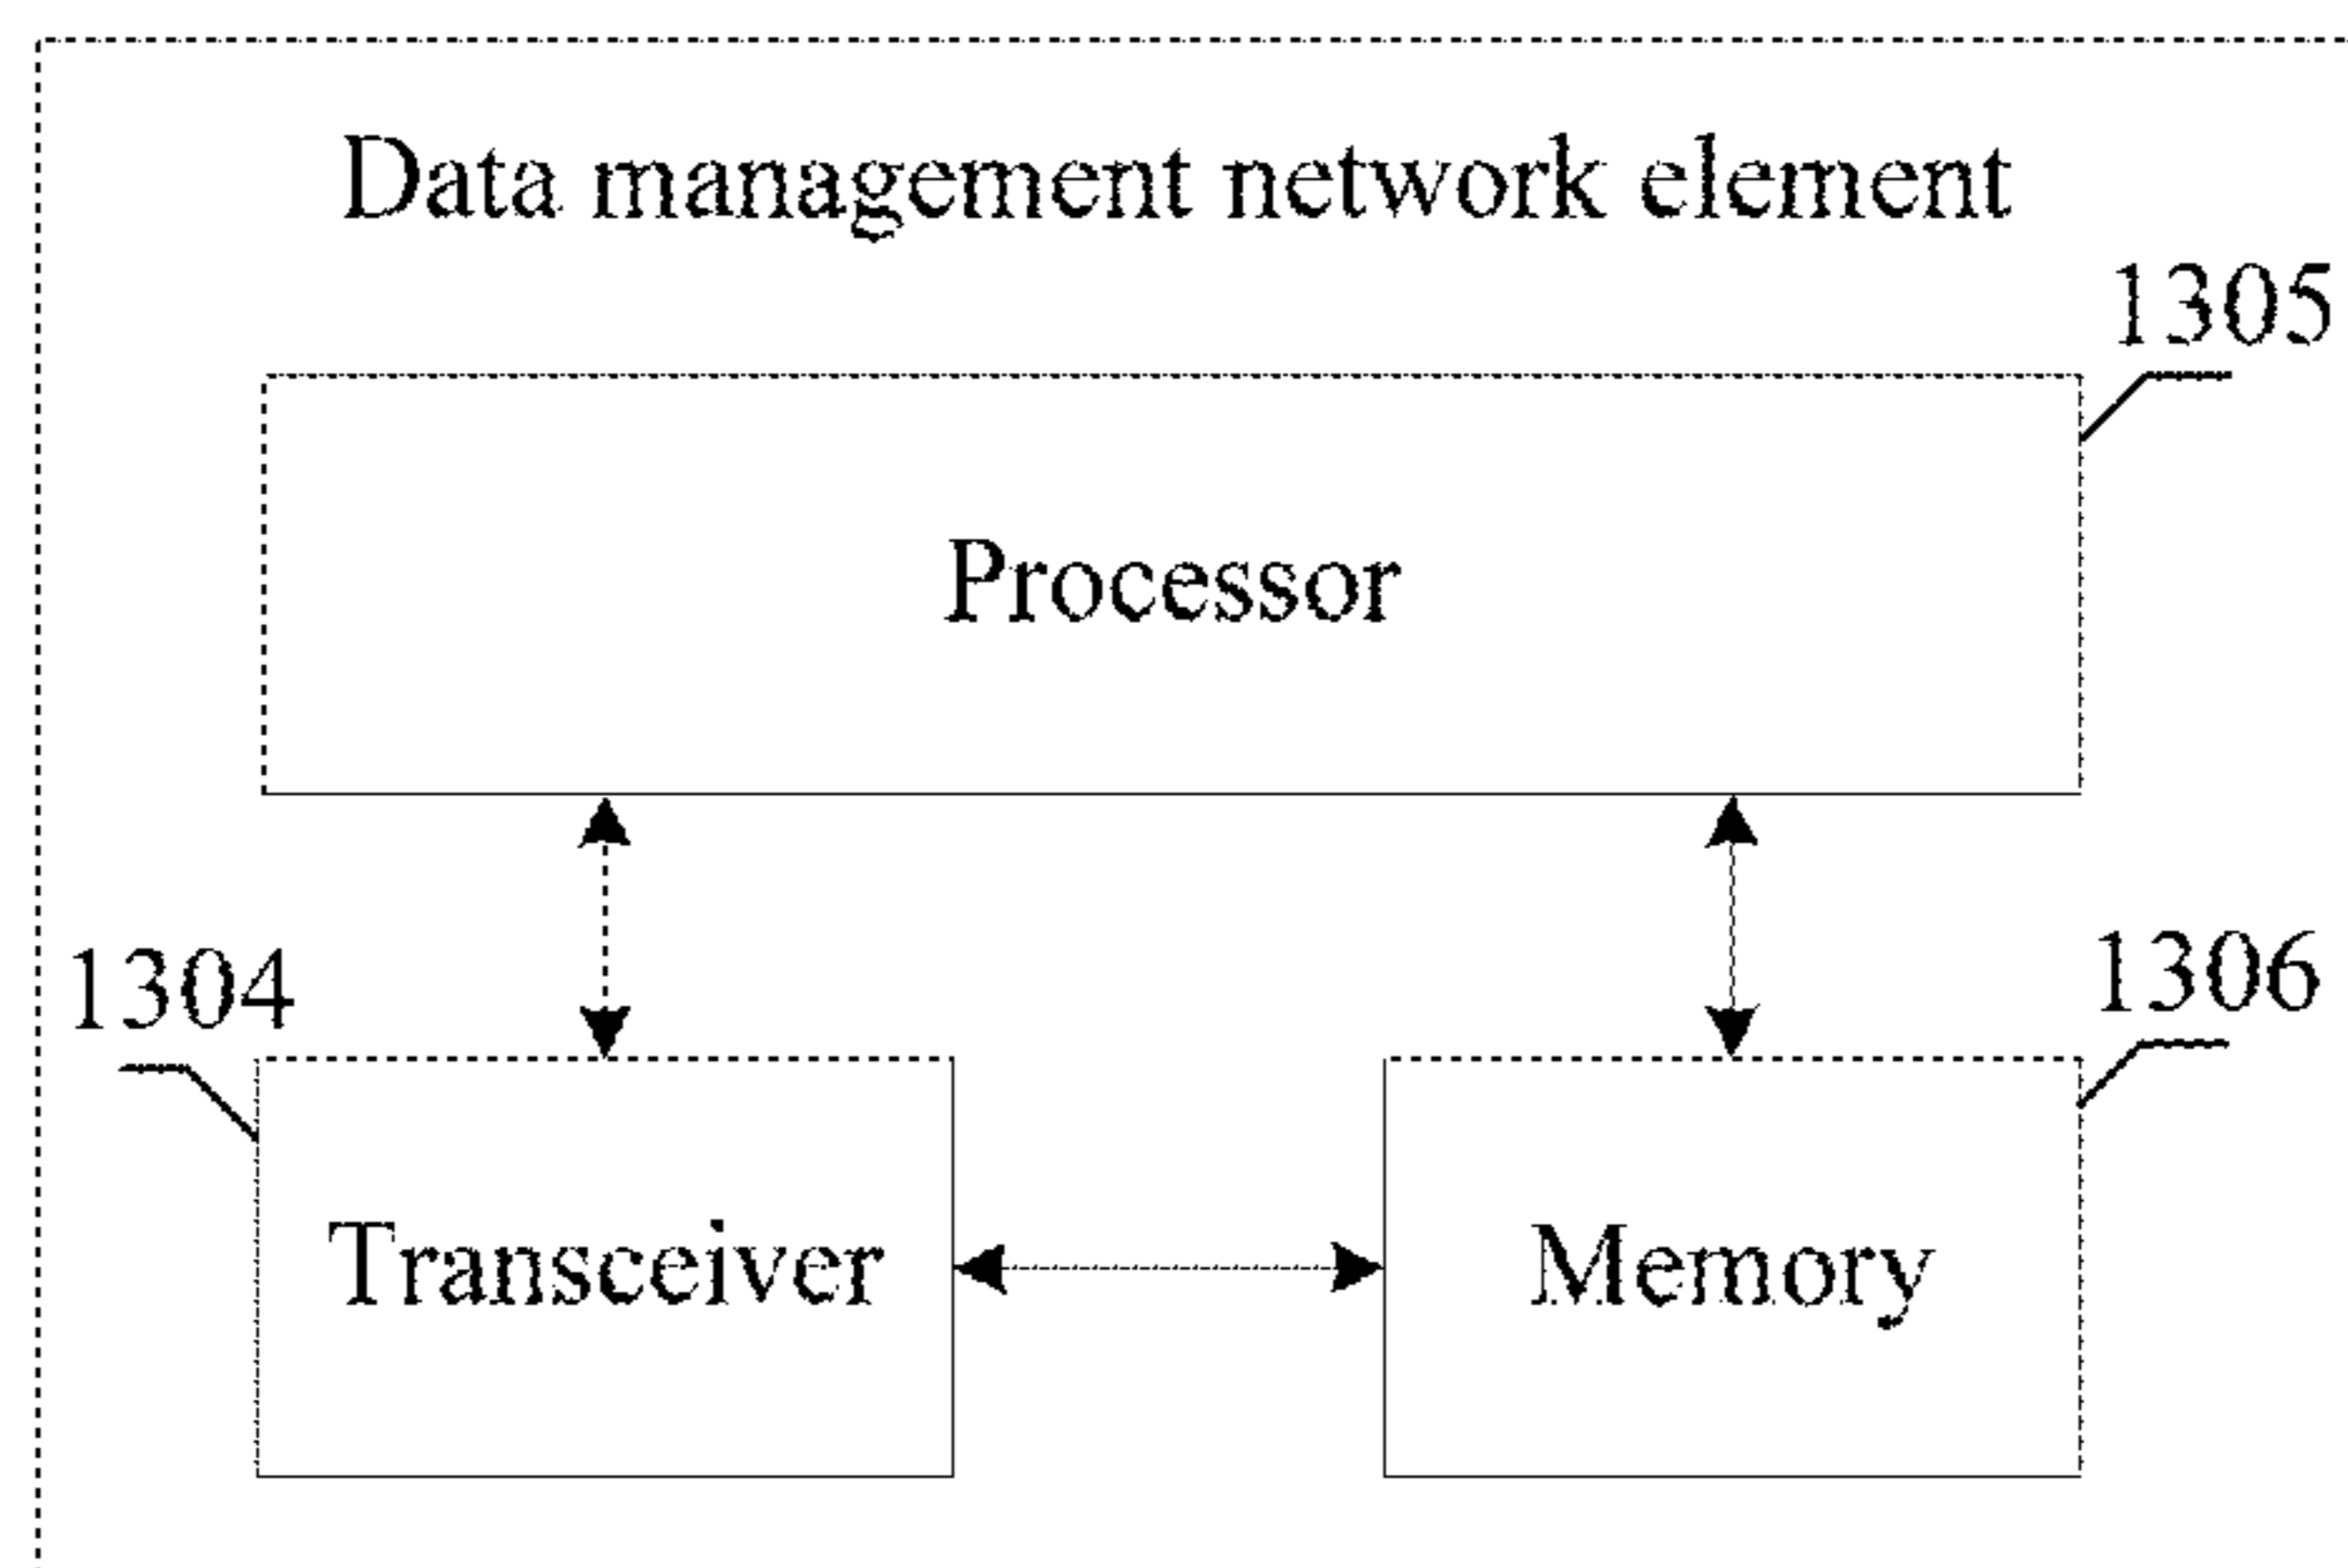 Data management network element
1305
Processor
1304
1306
Transceiver
Memory